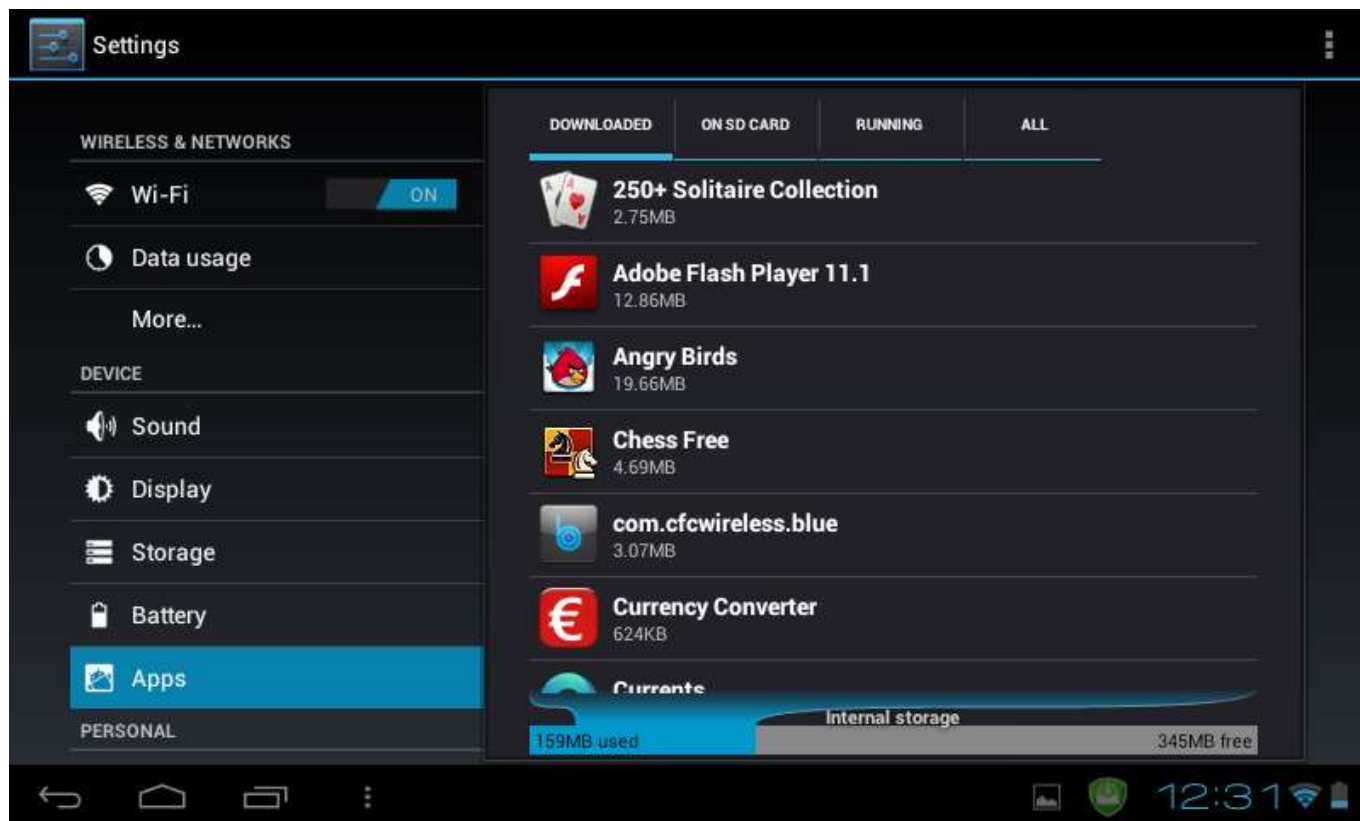 Settings
WIRELESS & NETWORKS
Wi-Fi ON
Data usage
More...
DEVICE
Sound
Display
Storage
Battery
Apps
PERSONAL
DOWNLOADED ON SD CARD RUNNING ALL
250+ Solitaire Collection
2.75MB
Adobe Flash Player 11.1
12.86MB
Angry Birds
19.66MB
Chess Free
4.69MB
com.cfcwireless.blue
3.07MB
Currency Converter
624KB
Currents
Internal storage
159MB used 345MB free
12:31